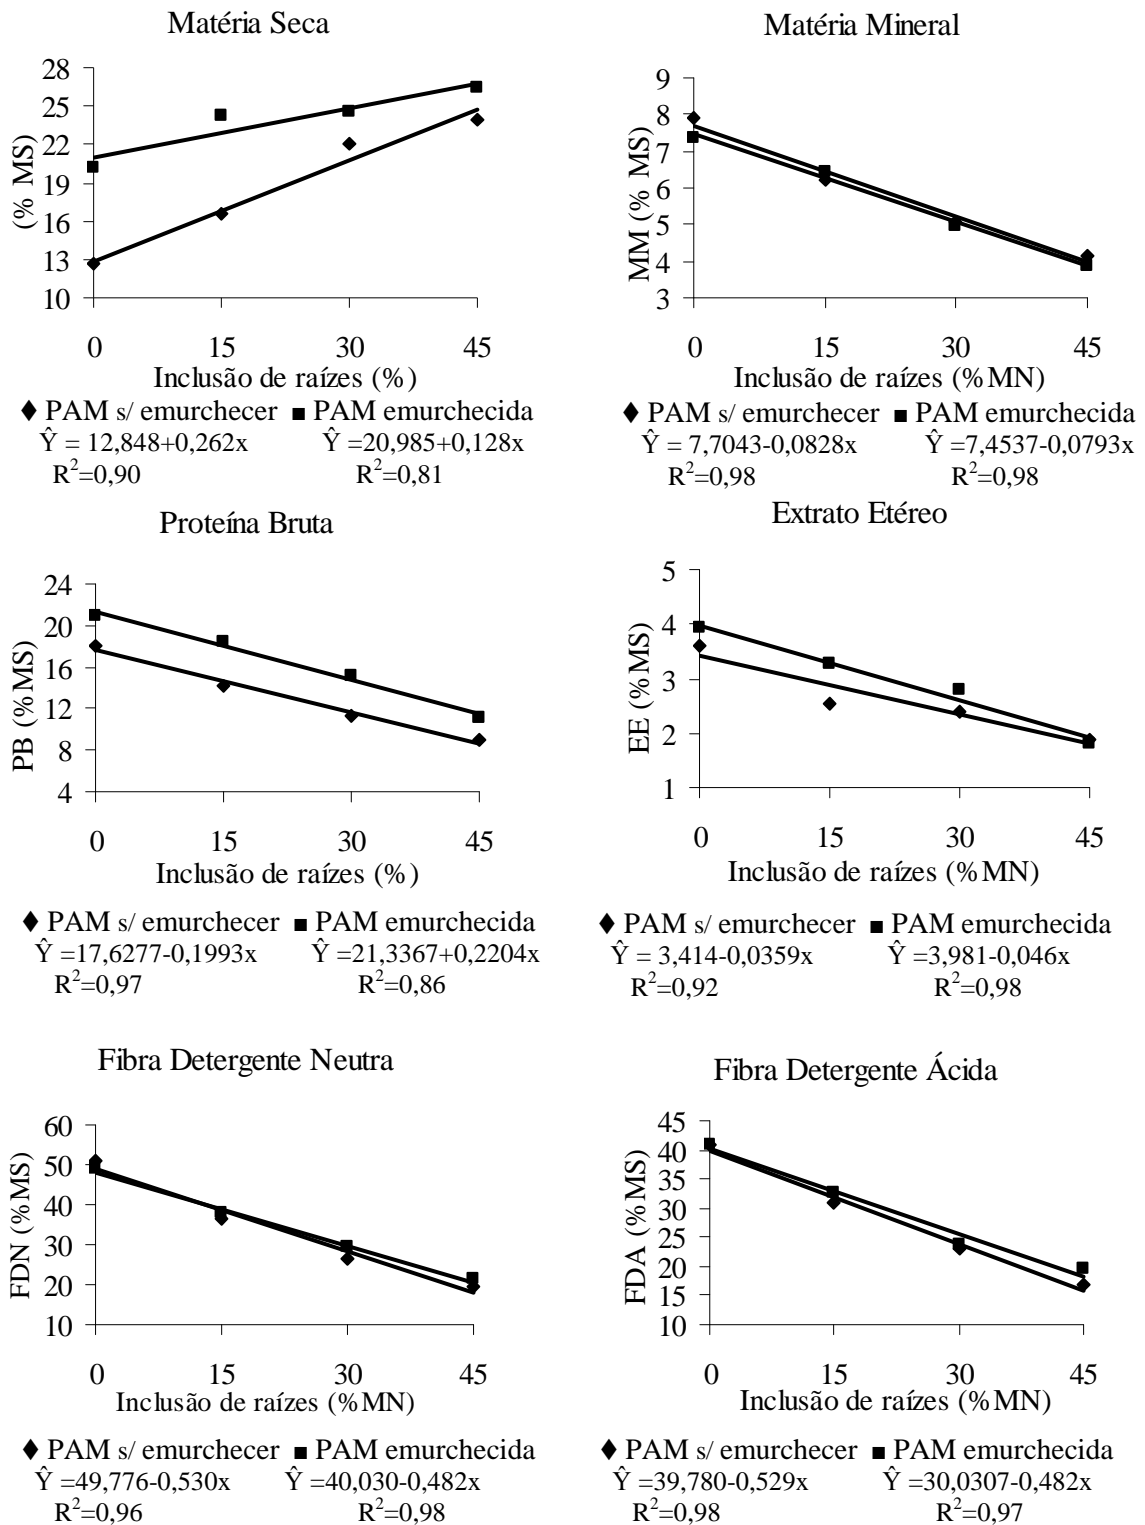 Matéria Seca
28
25
22
19
16
13
10
(% MS)
0 15 30 45
Inclusão de raízes (%)
♦ PAM s/ emurchecer ■ PAM emurchecida
Ŷ = 12,848+0,262x Ŷ =20,985+0,128x
R²=0,90 R²=0,81
Matéria Mineral
9
8
7
6
5
4
3
MM (% MS)
0 15 30 45
Inclusão de raízes (%MN)
♦ PAM s/ emurchecer ■ PAM emurchecida
Ŷ = 7,7043-0,0828x Ŷ =7,4537-0,0793x
R²=0,98 R²=0,98
Proteína Bruta
24
20
16
12
8
4
PB (%MS)
0 15 30 45
Inclusão de raízes (%)
♦ PAM s/ emurchecer ■ PAM emurchecida
Ŷ =17,6277-0,1993x Ŷ =21,3367+0,2204x
R²=0,97 R²=0,86
Extrato Etéreo
5
4
3
2
1
EE (%MS)
0 15 30 45
Inclusão de raízes (%MN)
♦ PAM s/ emurchecer ■ PAM emurchecida
Ŷ = 3,414-0,0359x Ŷ =3,981-0,046x
R²=0,92 R²=0,98
Fibra Detergente Neutra
60
50
40
30
20
10
FDN (%MS)
0 15 30 45
Inclusão de raízes (%MN)
♦ PAM s/ emurchecer ■ PAM emurchecida
Ŷ =49,776-0,530x Ŷ =40,030-0,482x
R²=0,96 R²=0,98
Fibra Detergente Ácida
45
40
35
30
25
20
15
10
FDA (%MS)
0 15 30 45
Inclusão de raízes (%MN)
♦ PAM s/ emurchecer ■ PAM emurchecida
Ŷ =39,780-0,529x Ŷ =30,0307-0,482x
R²=0,98 R²=0,97